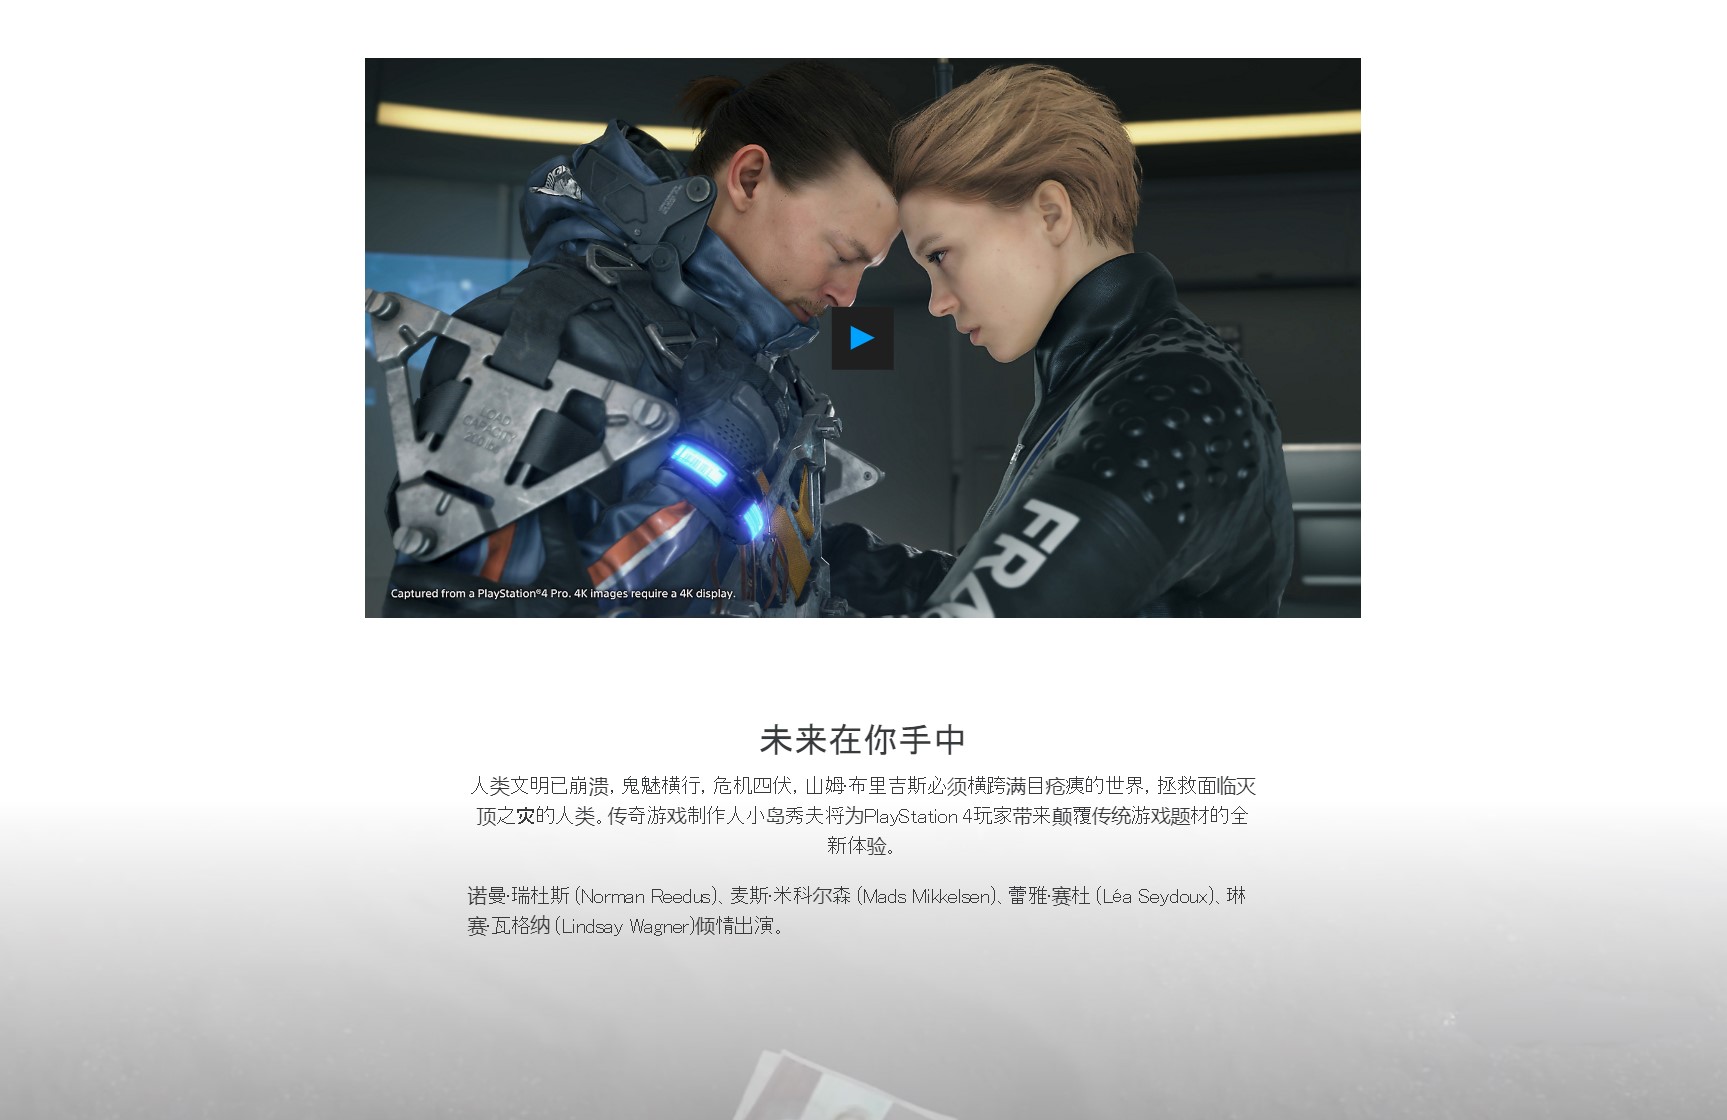 LOAD
CAPACITY
FRA
Captured from a PlayStation®4 Pro. 4K images require a 4K display.
未来在你手中
人类文明已崩溃, 鬼魅横行, 危机四伏, 山姆·布里吉斯必须横跨满目疮痍的世界, 拯救面临灭
顶之灾的人类。传奇游戏制作人小岛秀夫将为PlayStation 4玩家带来颠覆传统游戏题材的全
新体验。
诺曼·瑞杜斯 (Norman Reedus)、麦斯·米科尔森 (Mads Mikkelsen)、蕾雅·赛杜 (Léa Seydoux)、琳
赛·瓦格纳 (Lindsay Wagner)倾情出演。